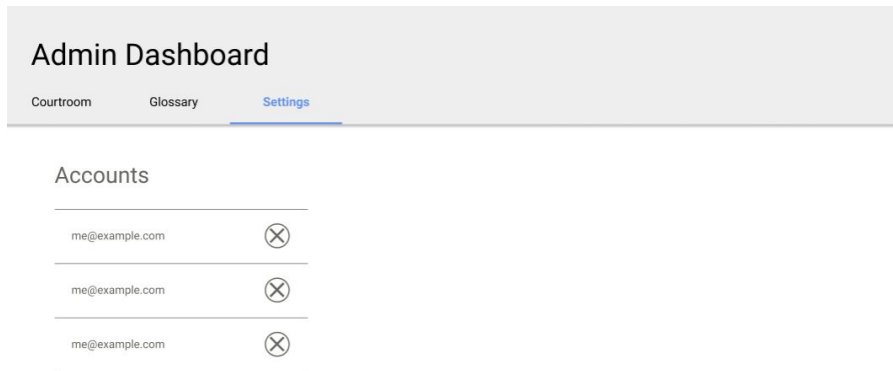 Admin Dashboard
Courtroom Glossary Settings
Accounts
me@example.com
me@example.com
me@example.com